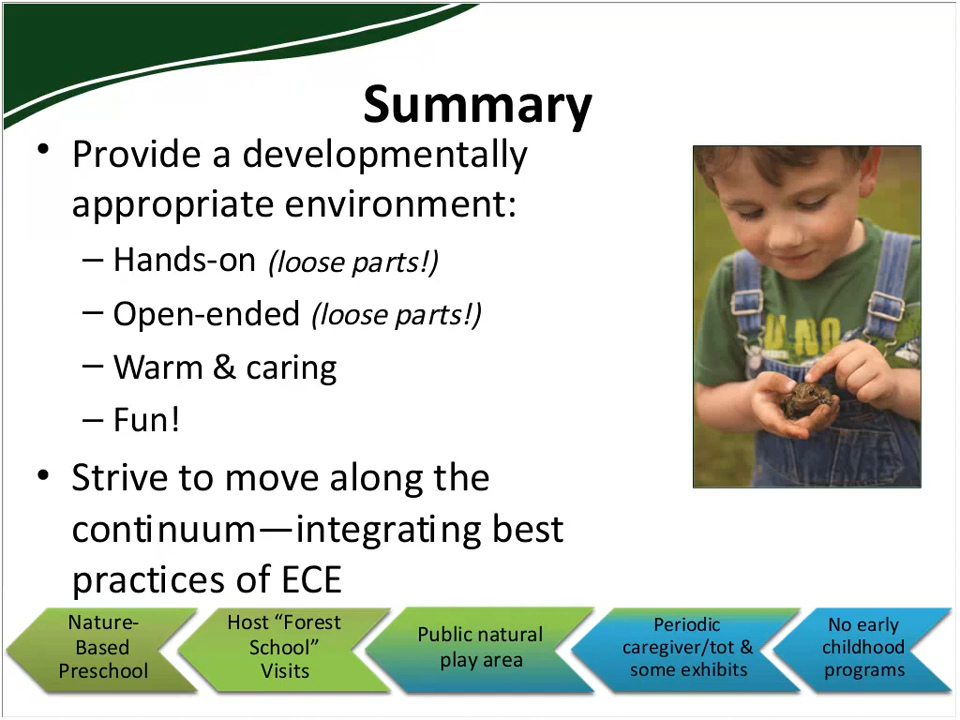 Summary
• Provide a developmentally
appropriate environment:
– Hands-on (loose parts!)
– Open-ended (loose parts!)
– Warm & caring
– Fun!
• Strive to move along the
continuum—integrating best
practices of ECE
Nature-
Based
Preschool
Host “Forest
School”
Visits
Public natural
play area
Periodic
caregiver/tot &
some exhibits
No early
childhood
programs